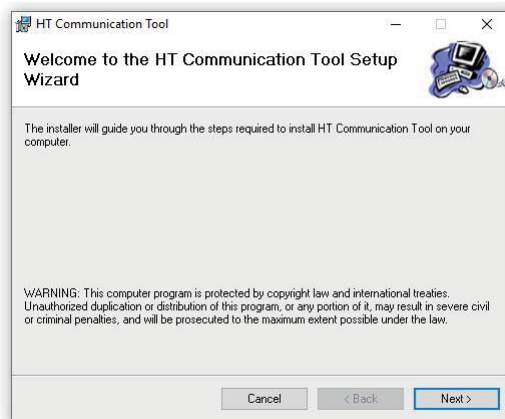 HT Communication Tool
Welcome to the HT Communication Tool Setup
Wizard
The installer will guide you through the steps required to install HT Communication Tool on your
computer.
WARNING: This computer program is protected by copyright law and international treaties.
Unauthorized duplication or distribution of this program, or any portion of it, may result in severe civil
or criminal penalties, and will be prosecuted to the maximum extent possible under the law.
Cancel
< Back
Next >